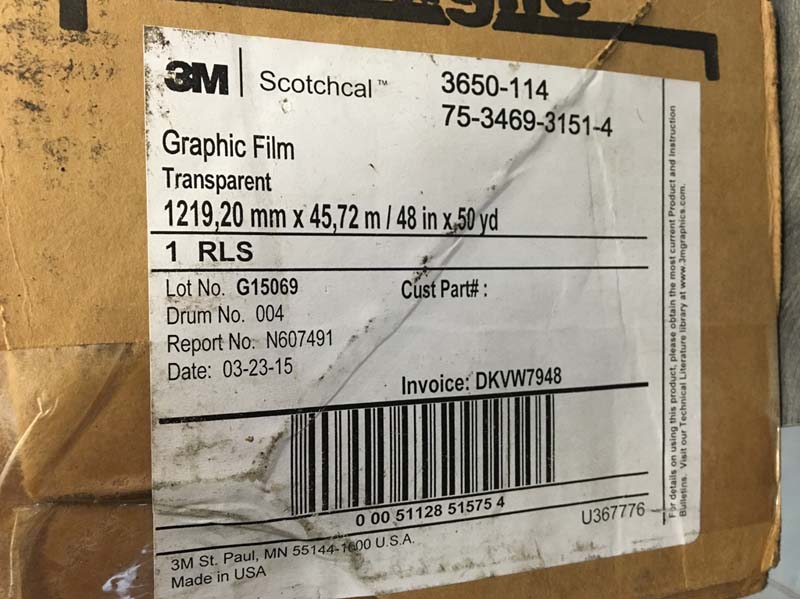 3M Scotchcal™ 3650-114
75-3469-3151-4
Graphic Film
Transparent
1219,20 mm x 45,72 m / 48 in x 50 yd
1 RLS
Lot No. G15069 Cust Part# :
Drum No. 004
Report No. N607491
Date: 03-23-15
Invoice: DKVW7948
0 00 51128 51575 4
U367776
3M St. Paul, MN 55144-1000 U.S.A.
Made in USA
For details on using this product, please obtain the most current Product and Instruction
Bulletins. Visit our Technical Literature library at www.3mgraphics.com.